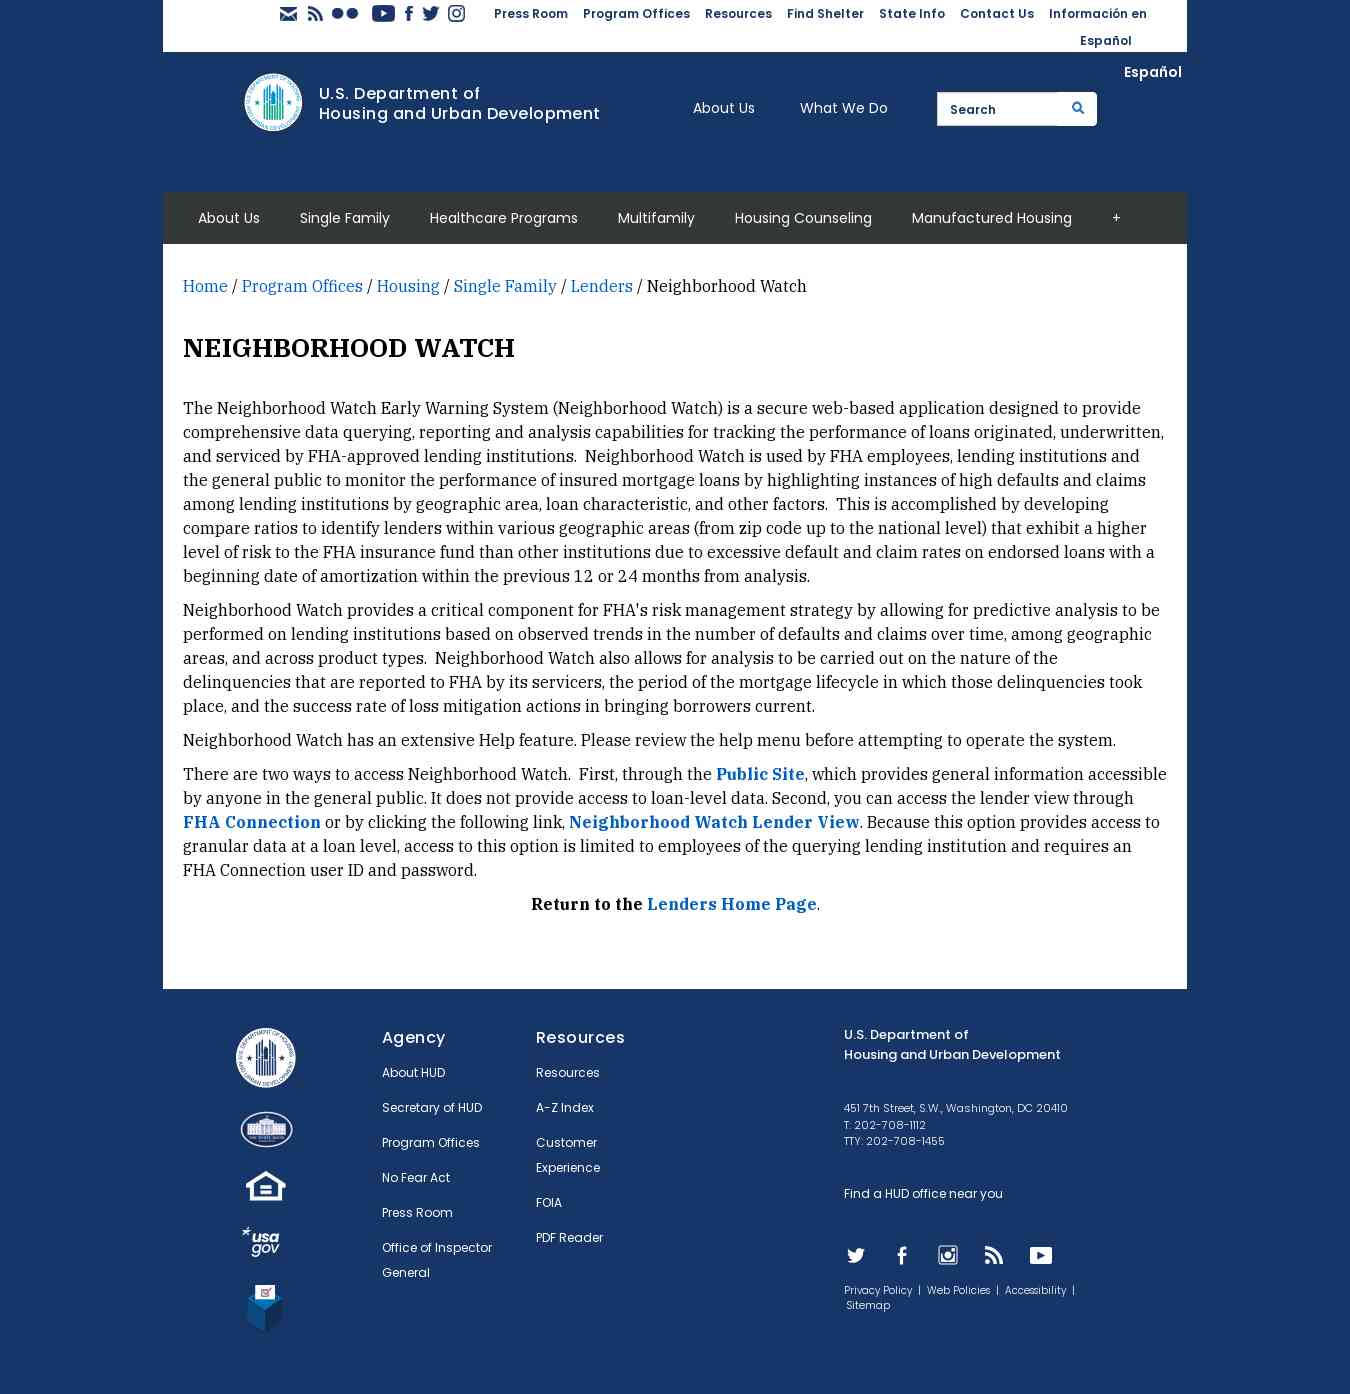 Press Room Program Offices Resources Find Shelter State Info Contact Us Información en
Español
Español
U.S. Department of
Housing and Urban Development
About Us What We Do
Search
About Us Single Family Healthcare Programs Multifamily Housing Counseling Manufactured Housing +
Home / Program Offices / Housing / Single Family / Lenders / Neighborhood Watch
NEIGHBORHOOD WATCH
The Neighborhood Watch Early Warning System (Neighborhood Watch) is a secure web-based application designed to provide
comprehensive data querying, reporting and analysis capabilities for tracking the performance of loans originated, underwritten,
and serviced by FHA-approved lending institutions.  Neighborhood Watch is used by FHA employees, lending institutions and
the general public to monitor the performance of insured mortgage loans by highlighting instances of high defaults and claims
among lending institutions by geographic area, loan characteristic, and other factors.  This is accomplished by developing
compare ratios to identify lenders within various geographic areas (from zip code up to the national level) that exhibit a higher
level of risk to the FHA insurance fund than other institutions due to excessive default and claim rates on endorsed loans with a
beginning date of amortization within the previous 12 or 24 months from analysis.
Neighborhood Watch provides a critical component for FHA's risk management strategy by allowing for predictive analysis to be
performed on lending institutions based on observed trends in the number of defaults and claims over time, among geographic
areas, and across product types.  Neighborhood Watch also allows for analysis to be carried out on the nature of the
delinquencies that are reported to FHA by its servicers, the period of the mortgage lifecycle in which those delinquencies took
place, and the success rate of loss mitigation actions in bringing borrowers current.
Neighborhood Watch has an extensive Help feature. Please review the help menu before attempting to operate the system.
There are two ways to access Neighborhood Watch.  First, through the Public Site, which provides general information accessible
by anyone in the general public. It does not provide access to loan-level data. Second, you can access the lender view through
FHA Connection or by clicking the following link, Neighborhood Watch Lender View. Because this option provides access to
granular data at a loan level, access to this option is limited to employees of the querying lending institution and requires an
FHA Connection user ID and password.
Return to the Lenders Home Page.
Agency
About HUD
Secretary of HUD
Program Offices
No Fear Act
Press Room
Office of Inspector
General
Resources
Resources
A-Z Index
Customer
Experience
FOIA
PDF Reader
U.S. Department of
Housing and Urban Development
451 7th Street, S.W., Washington, DC 20410
T: 202-708-1112
TTY: 202-708-1455
Find a HUD office near you
Privacy Policy | Web Policies | Accessibility |
Sitemap
usa
gov